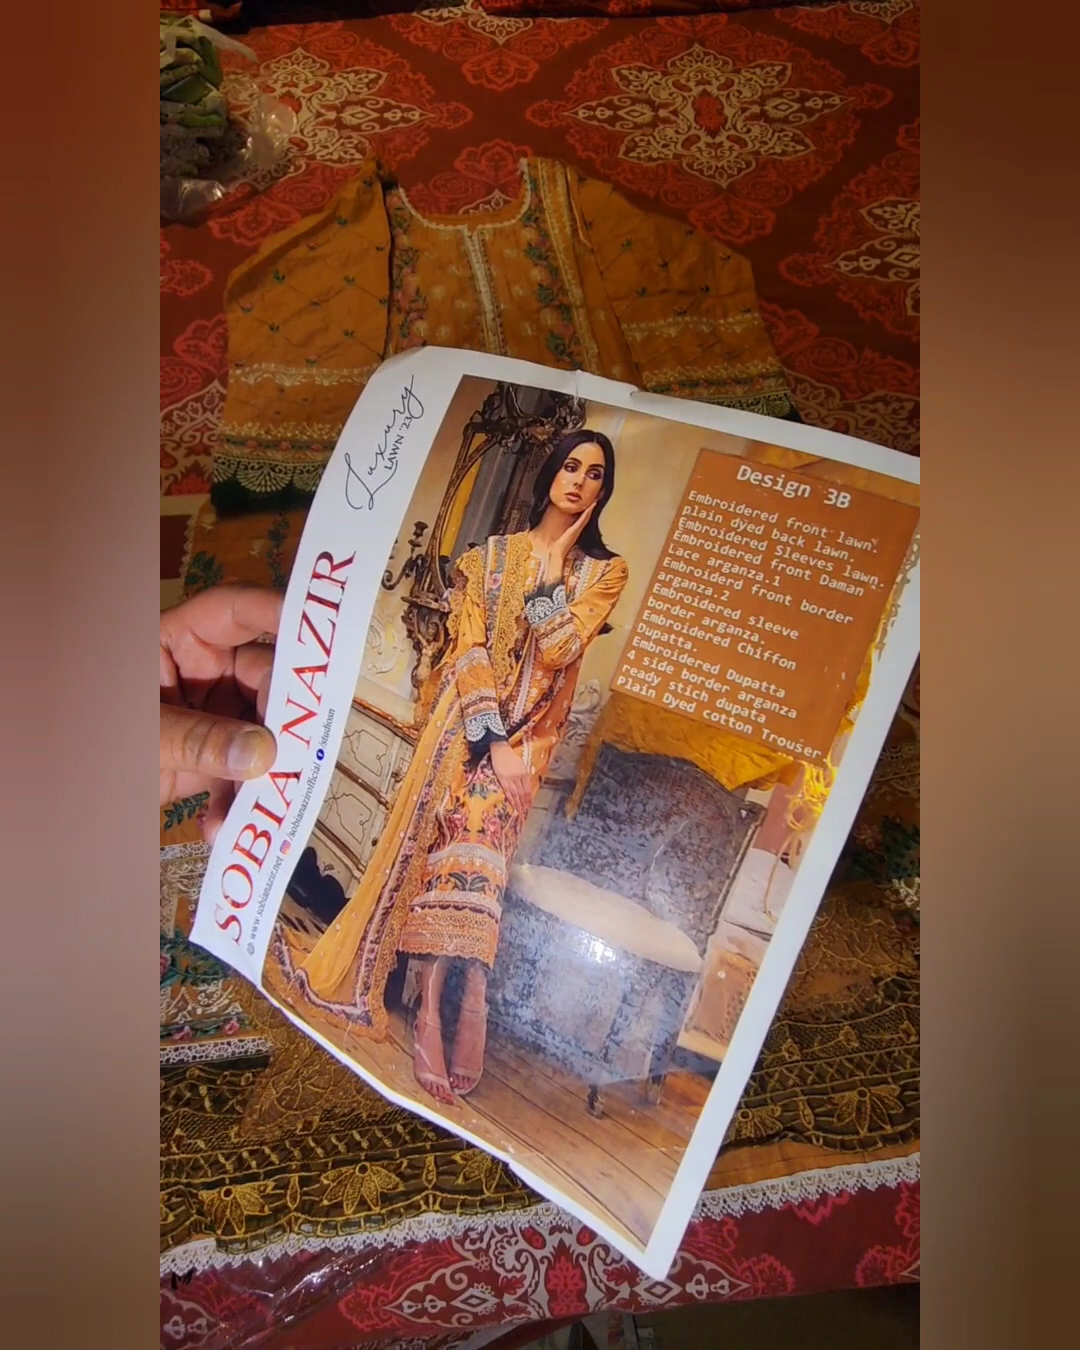 Luxury
LAWN '23
SOBIA NAZIR
www.sobianazir.net /sobianazirofficial /studiosn
Design 3B
Embroidered front lawn.
plain dyed back lawn.
Embroidered Sleeves lawn.
Embroidered front Daman
Lace arganza.1
Embroiderd front border
arganza.2
Embroidered sleeve
border arganza.
Embroidered Chiffon
Dupatta.
Embroidered Dupatta
4 side border arganza
ready stich dupata
Plain Dyed cotton Trouser